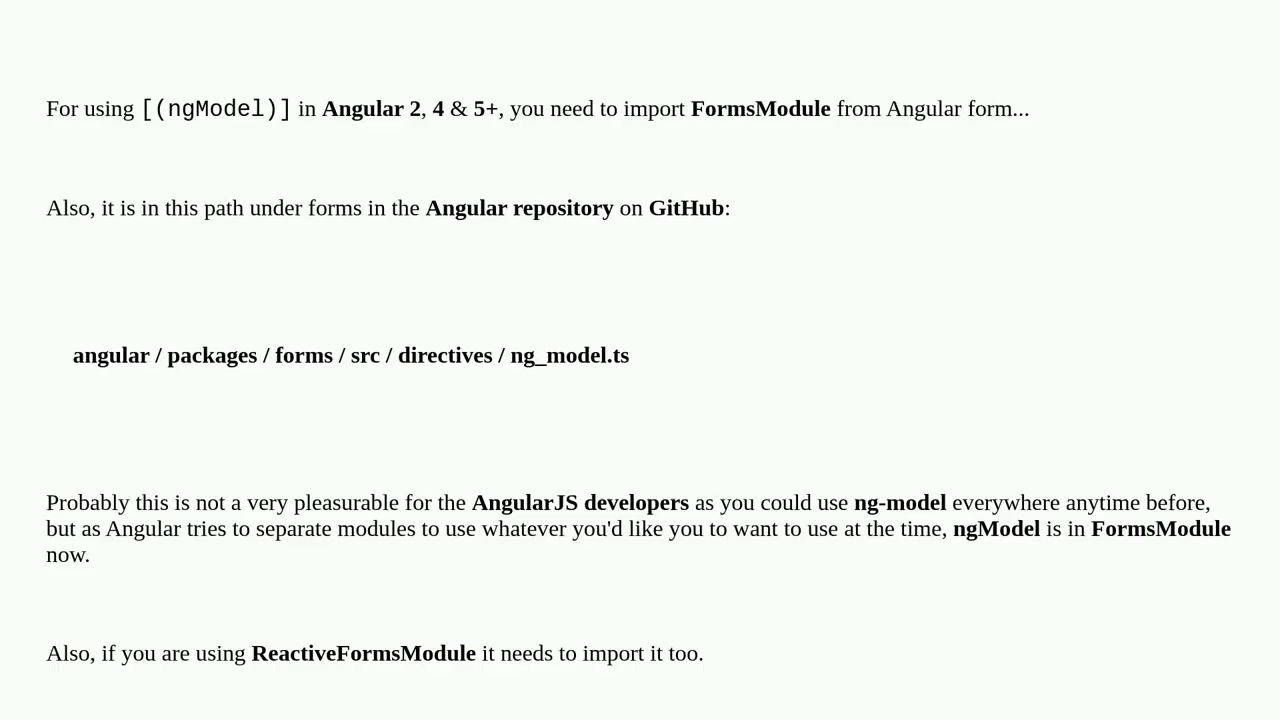 For using [(ngModel)] in Angular 2, 4 & 5+, you need to import FormsModule from Angular form...
Also, it is in this path under forms in the Angular repository on GitHub:
angular / packages / forms / src / directives / ng_model.ts
Probably this is not a very pleasurable for the AngularJS developers as you could use ng-model everywhere anytime before,
but as Angular tries to separate modules to use whatever you'd like you to want to use at the time, ngModel is in FormsModule
now.
Also, if you are using ReactiveFormsModule it needs to import it too.